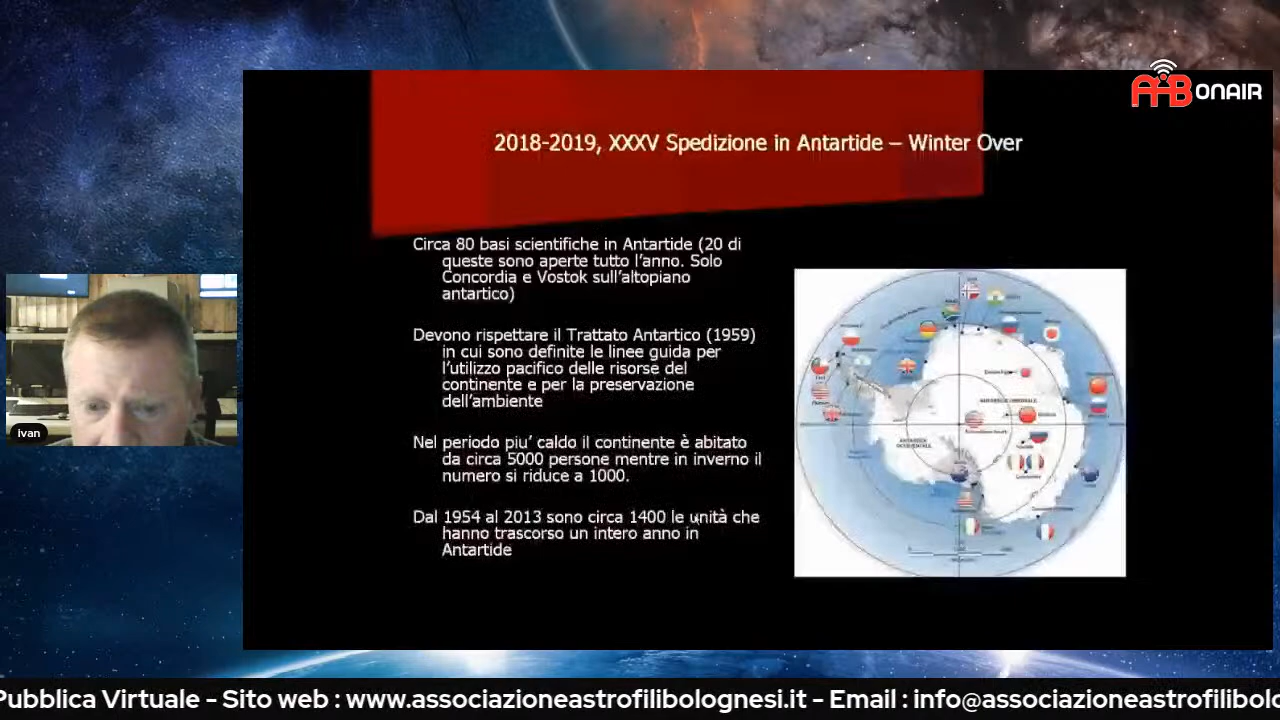 AAB ONAIR
2018-2019, XXXV Spedizione in Antartide – Winter Over
Circa 80 basi scientifiche in Antartide (20 di
queste sono aperte tutto l'anno. Solo
Concordia e Vostok sull'altopiano
antartico)
Devono rispettare il Trattato Antartico (1959)
in cui sono definite le linee guida per
l'utilizzo pacifico delle risorse del
continente e per la preservazione
dell'ambiente
Nel periodo piu' caldo il continente è abitato
da circa 5000 persone mentre in inverno il
numero si riduce a 1000.
Dal 1954 al 2013 sono circa 1400 le unità che
hanno trascorso un intero anno in
Antartide
ANTARTIDE
OCCIDENTALE
Ivan
Pubblica Virtuale - Sito web : www.associazioneastrofilibolognesi.it - Email : info@associazioneastrofilibolo